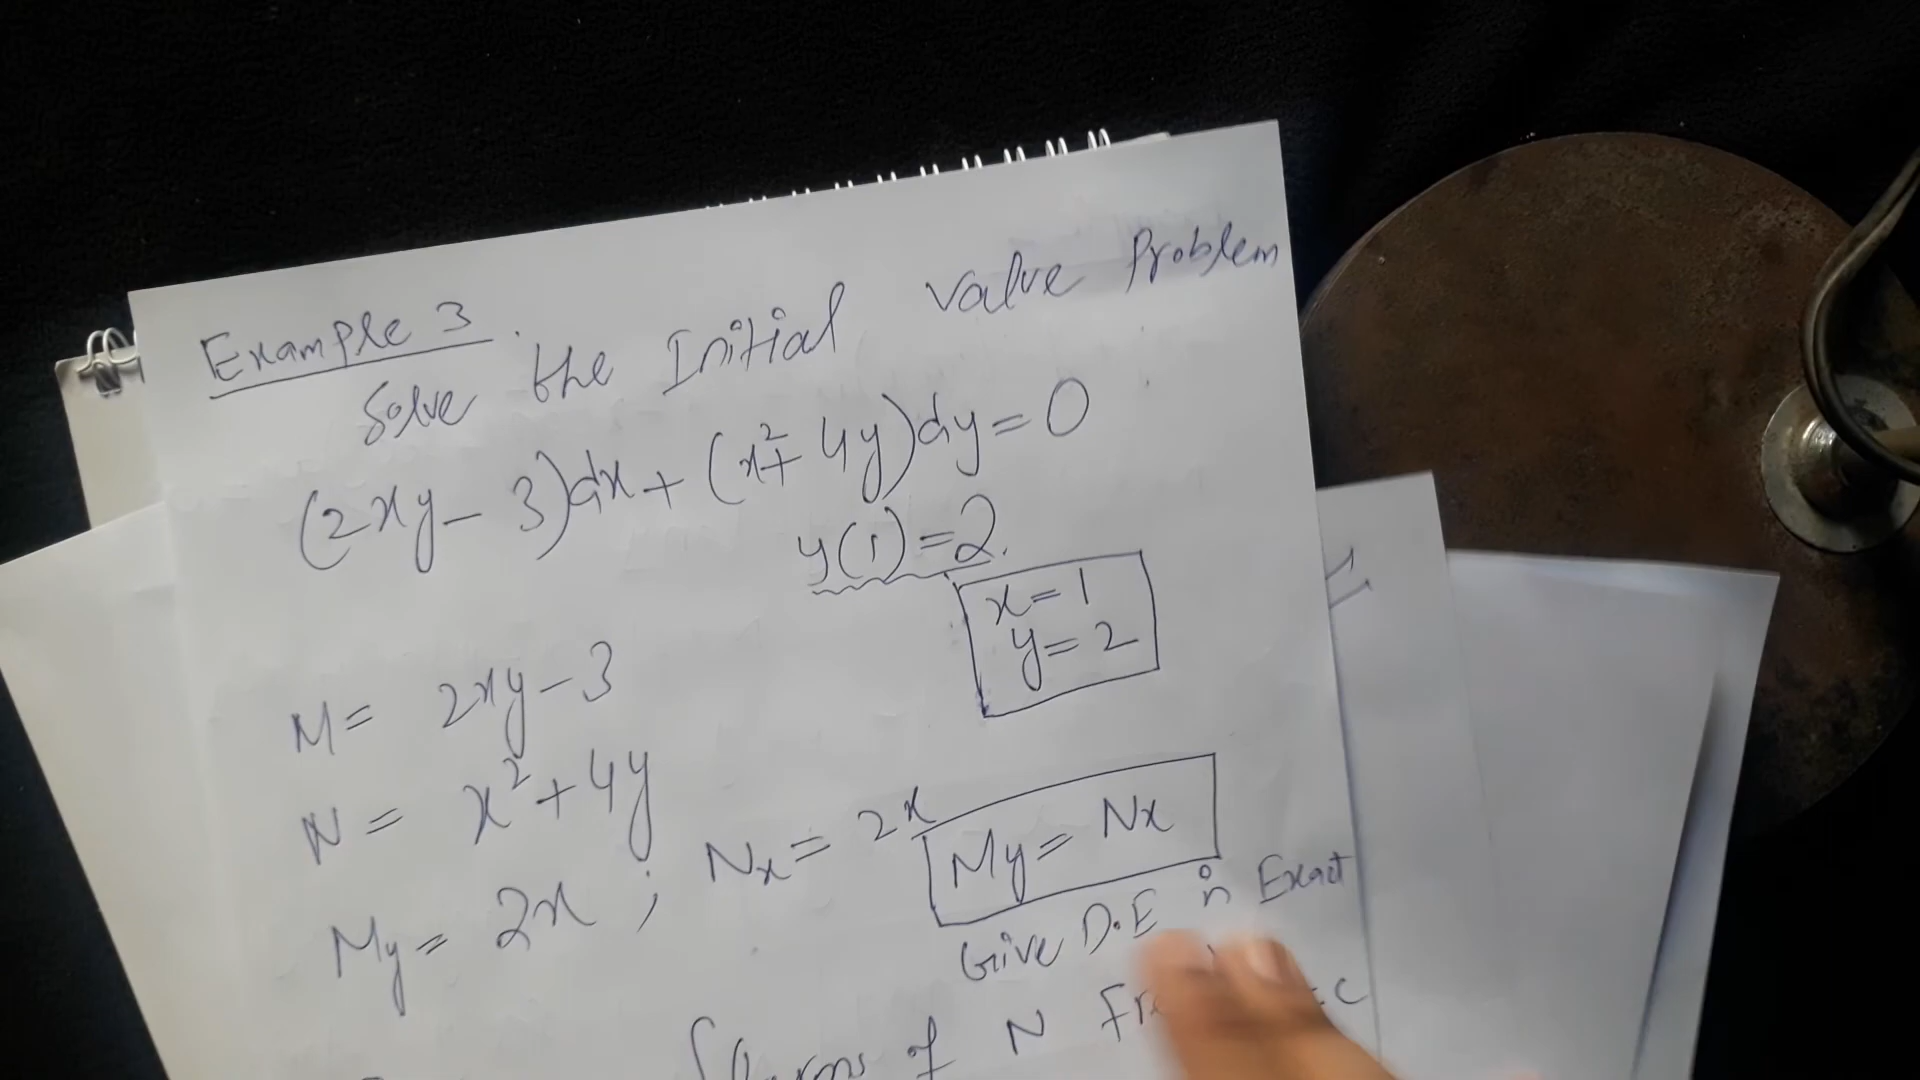 Example 3.
Solve the Initial Valve Problem
(2xy - 3)dx + (x² + 4y)dy = 0
y(1) = 2.
x = 1
y = 2
M = 2xy - 3
N = x² + 4y
My = 2x ; Nx = 2x
My = Nx
Give D.E is Exact
of N